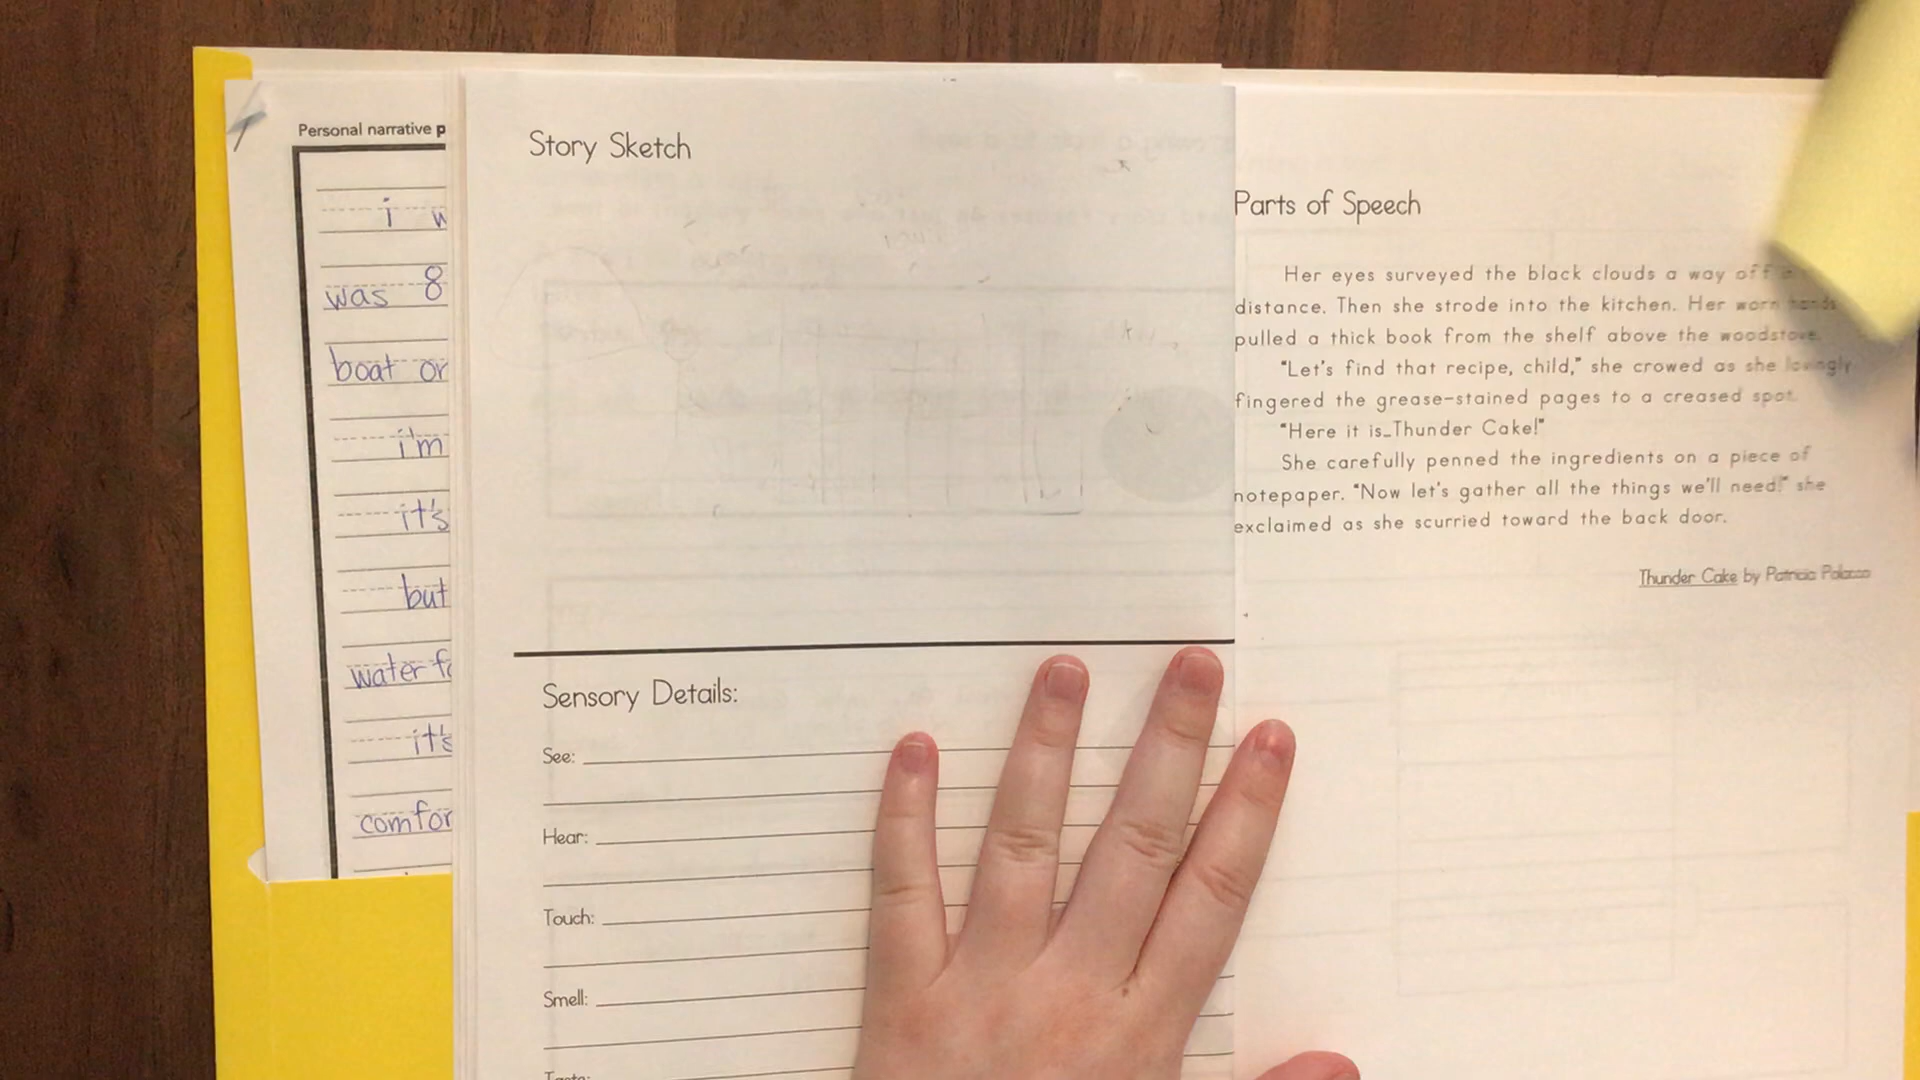 Personal narrative p
i w
was 8
boat or
i'm
it's
but
water fo
it's
comfor
Story Sketch
Sensory Details:
See:
Hear:
Touch:
Smell:
Taste:
Parts of Speech
Her eyes surveyed the black clouds a way off
distance. Then she strode into the kitchen. Her worn hands
pulled a thick book from the shelf above the woodstove.
"Let's find that recipe, child," she crowed as she lovingly
fingered the grease-stained pages to a creased spot.
"Here it is…Thunder Cake!"
She carefully penned the ingredients on a piece of
notepaper. "Now let's gather all the things we'll need!" she
exclaimed as she scurried toward the back door.
Thunder Cake by Patricia Polacco